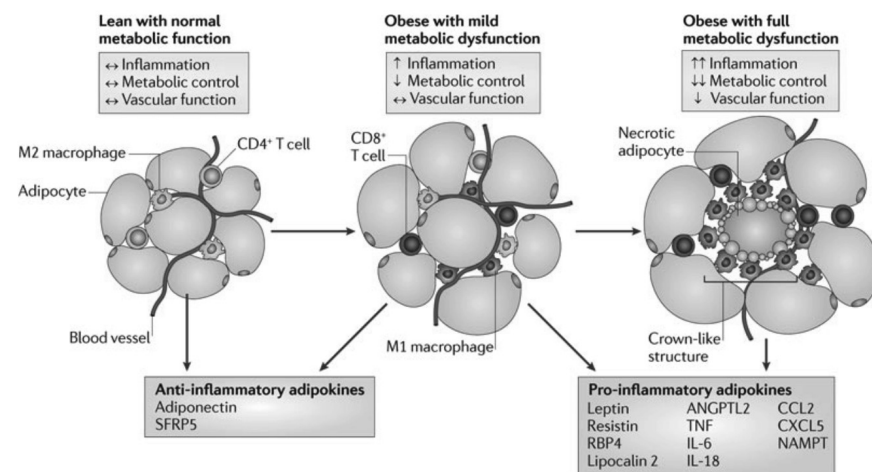 Lean with normal
metabolic function
↔ Inflammation
↔ Metabolic control
↔ Vascular function
Obese with mild
metabolic dysfunction
↑ Inflammation
↓ Metabolic control
↔ Vascular function
Obese with full
metabolic dysfunction
↑↑ Inflammation
↓↓ Metabolic control
↓ Vascular function
M2 macrophage
CD4⁺ T cell
Adipocyte
Blood vessel
CD8⁺
T cell
M1 macrophage
Necrotic
adipocyte
Crown-like
structure
Anti-inflammatory adipokines
Adiponectin
SFRP5
Pro-inflammatory adipokines
Leptin ANGPTL2 CCL2
Resistin TNF CXCL5
RBP4 IL-6 NAMPT
Lipocalin 2 IL-18